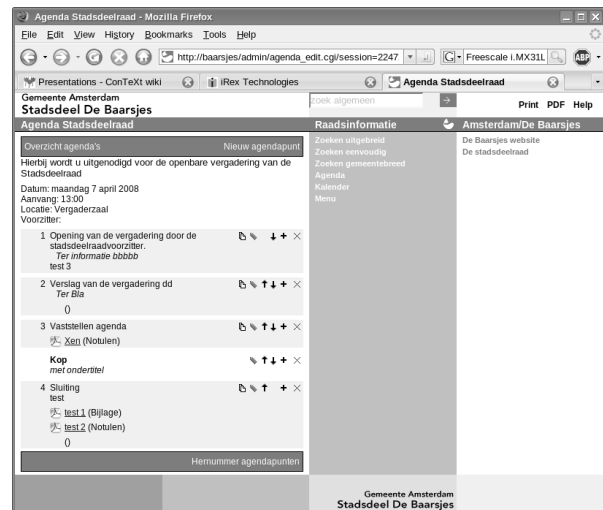 Agenda Stadsdeelraad - Mozilla Firefox
File Edit View History Bookmarks Tools Help
http://baarsjes/admin/agenda_edit.cgi/session=2247
G Freescale i.MX31L
ABP
Presentations - ConTeXt wiki
iRex Technologies
Agenda Stadsdeelraad
Gemeente Amsterdam
Stadsdeel De Baarsjes
zoek algemeen
Print PDF Help
Agenda Stadsdeelraad
Raadsinformatie
Amsterdam/De Baarsjes
Overzicht agenda's Nieuw agendapunt
Hierbij wordt u uitgenodigd voor de openbare vergadering van de
Stadsdeelraad
Datum: maandag 7 april 2008
Aanvang: 13:00
Locatie: Vergaderzaal
Voorzitter:
1 Opening van de vergadering door de
stadsdeelraadvoorzitter.
Ter informatie bbbbb
test 3
2 Verslag van de vergadering dd
Ter Bla
()
3 Vaststellen agenda
Xen (Notulen)
Kop
met ondertitel
4 Sluiting
test
test 1 (Bijlage)
test 2 (Notulen)
()
Hernummer agendapunten
Zoeken uitgebreid
Zoeken eenvoudig
Zoeken gemeentebreed
Agenda
Kalender
Menu
De Baarsjes website
De stadsdeelraad
Gemeente Amsterdam
Stadsdeel De Baarsjes